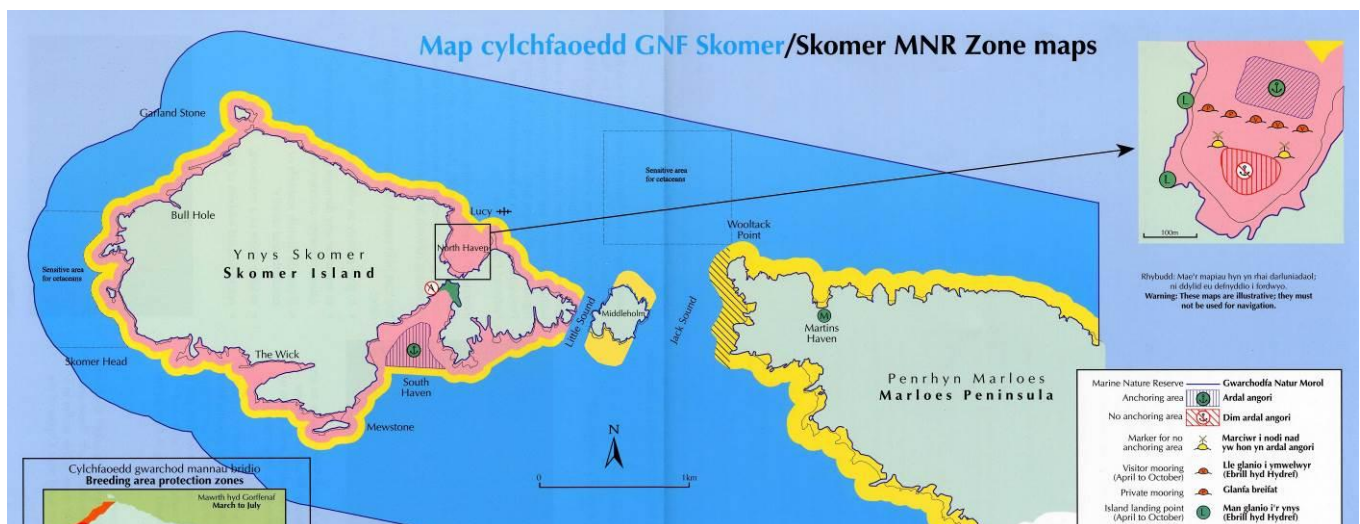 Map cylchfaoedd GNF Skomer/Skomer MNR Zone maps
Garland Stone
Sensitive area
for cetaceans
Lucy
Wooltack
Point
L
L
100m
Bull Hole
North Haven
Ynys Skomer
Skomer Island
Sensitive area
for cetaceans
A
Little Sound
Middleholm
Jack Sound
M
Martins
Haven
Rhybudd: Mae'r mapiau hyn yn rhai darluniadaol;
ni ddylid eu defnyddio i fordwyo.
Warning: These maps are illustrative; they must
not be used for navigation.
Skomer Head
The Wick
South
Haven
Mewstone
Penrhyn Marloes
Marloes Peninsula
N
0
1km
Marine Nature Reserve
Gwarchodfa Natur Morol
Anchoring area
Ardal angori
No anchoring area
Dim ardal angori
Marker for no
anchoring area
Marciwr i nodi nad
yw hon yn ardal angori
Visitor mooring
(April to October)
Lle glanio i ymwelwyr
(Ebrill hyd Hydref)
Private mooring
Glanfa breifat
Island landing point
(April to October)
L
Man glanio i'r ynys
(Ebrill hyd Hydref)
Cylchfaoedd gwarchod mannau bridio
Breeding area protection zones
Mawrth hyd Gorffenaf
March to July